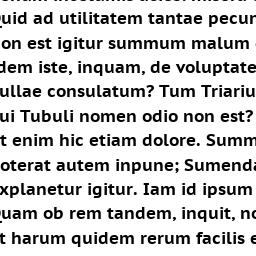 Quid ad utilitatem tantae pecun
on est igitur summum malum
dem iste, inquam, de voluptate
ullae consulatum? Tum Triariu
ui Tubuli nomen odio non est?
t enim hic etiam dolore. Summ
oterat autem inpune; Sumenda
xplanetur igitur. Iam id ipsum
Quam ob rem tandem, inquit, no
t harum quidem rerum facilis e